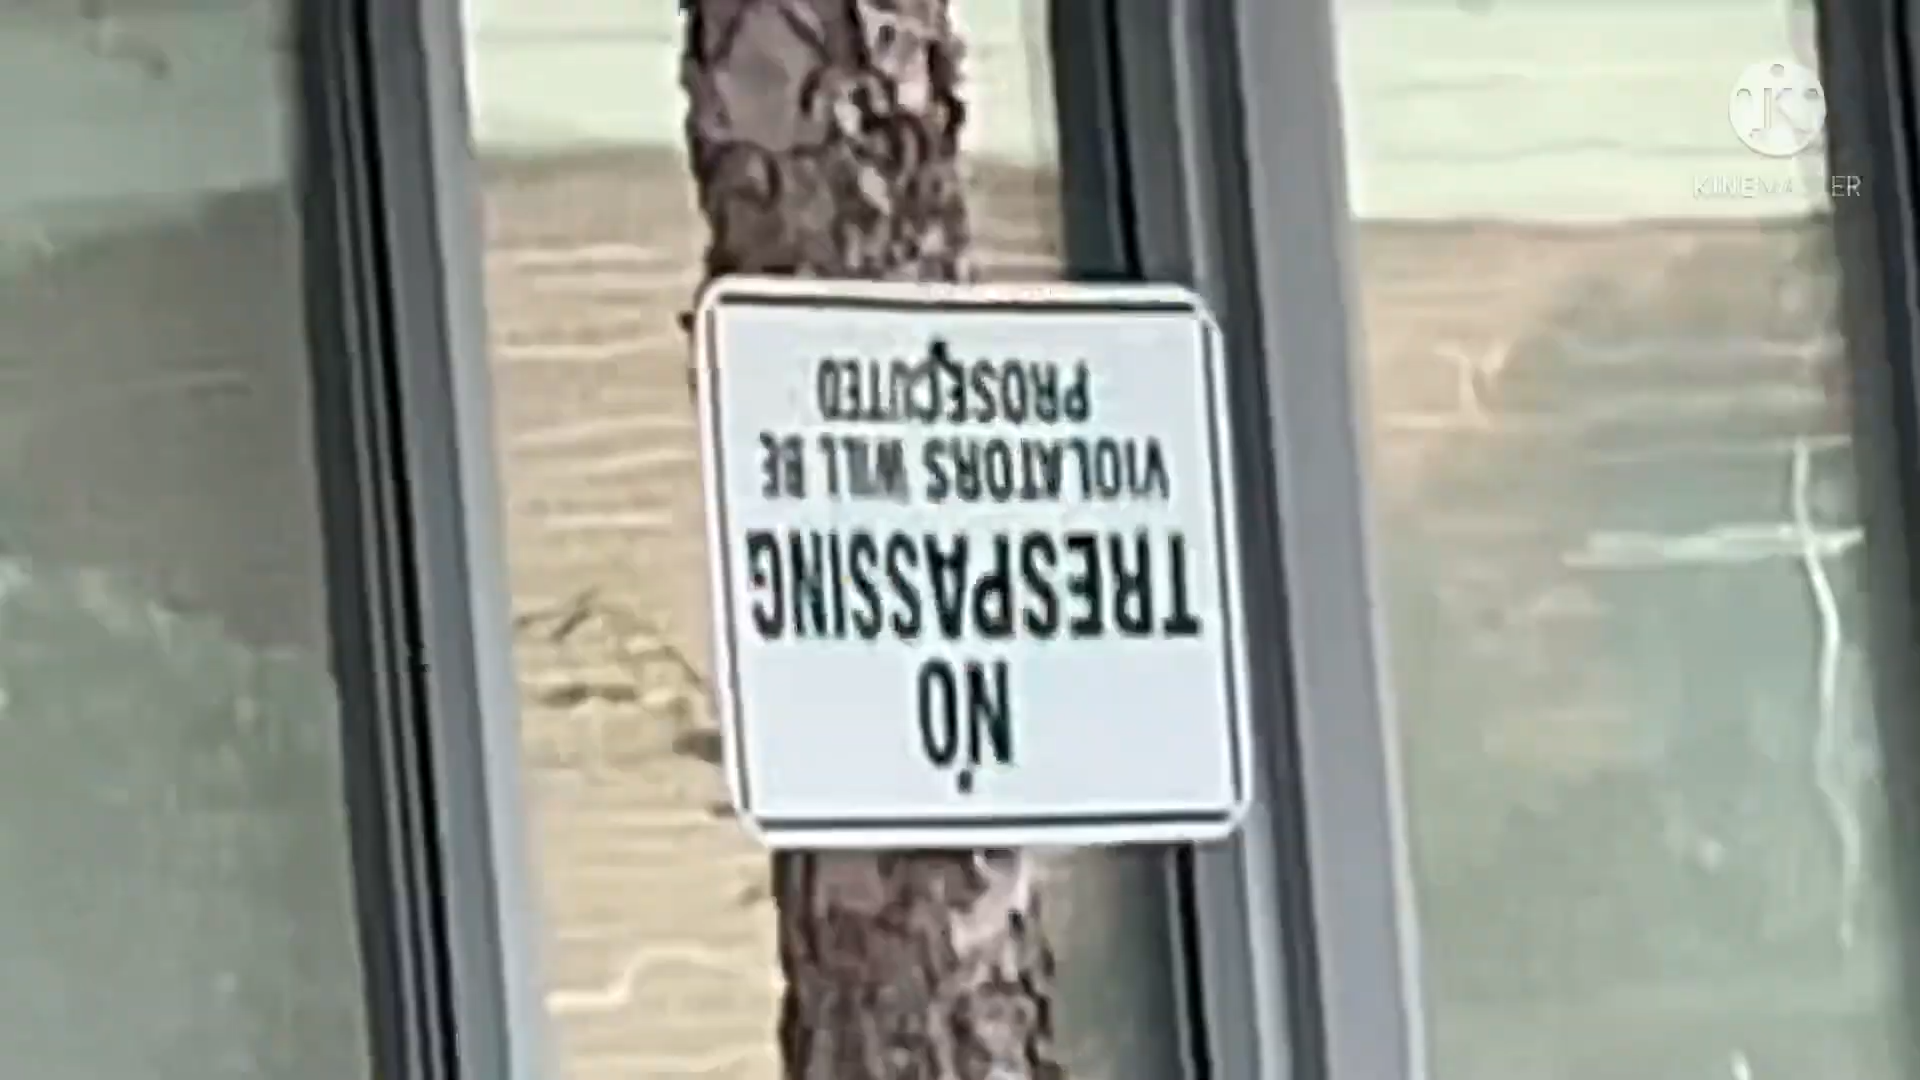 NO
TRESPASSING
VIOLATORS WILL BE
PROSECUTED
KINEMASTER